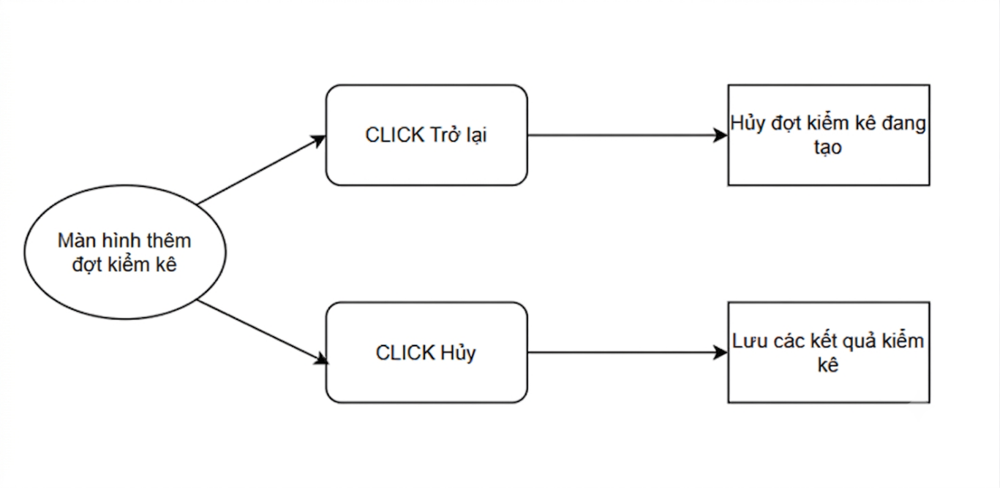 CLICK Trở lại
Hủy đợt kiểm kê đang
tạo
Màn hình thêm
đợt kiểm kê
CLICK Hủy
Lưu các kết quả kiểm
kê